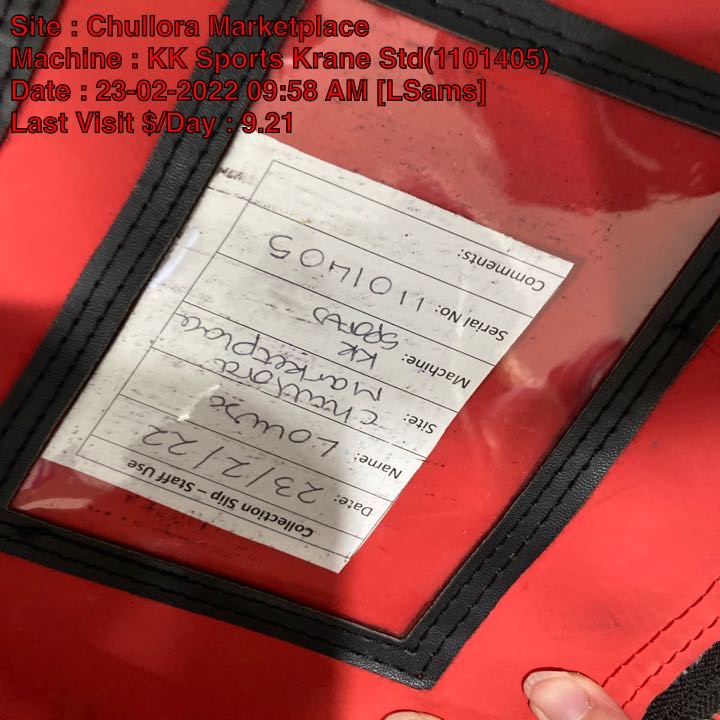 Site : Chullora Marketplace
Machine : KK Sports Krane Std(1101405)
Date : 23-02-2022 09:58 AM [LSams]
Last Visit $/Day : 9.21
Collection Slip – Staff Use
Date: 23/2/22
Name: Louise
Site: Chullora
Marketplace
Machine: KK
Sports
Serial No: 1101405
Comments: